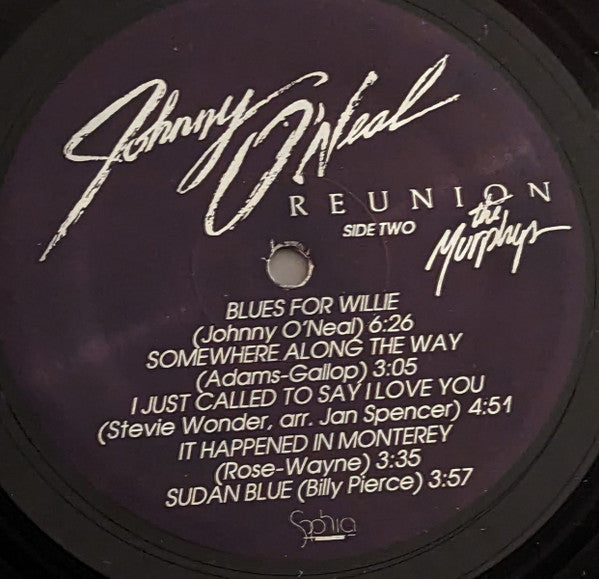 Johnny O'Neal
REUNION
SIDE TWO
the
Murphys
BLUES FOR WILLIE
(Johnny O'Neal) 6:26
SOMEWHERE ALONG THE WAY
(Adams-Gallop) 3:05
I JUST CALLED TO SAY I LOVE YOU
(Stevie Wonder, arr. Jan Spencer) 4:51
IT HAPPENED IN MONTEREY
(Rose-Wayne) 3:35
SUDAN BLUE (Billy Pierce) 3:57
Sophia